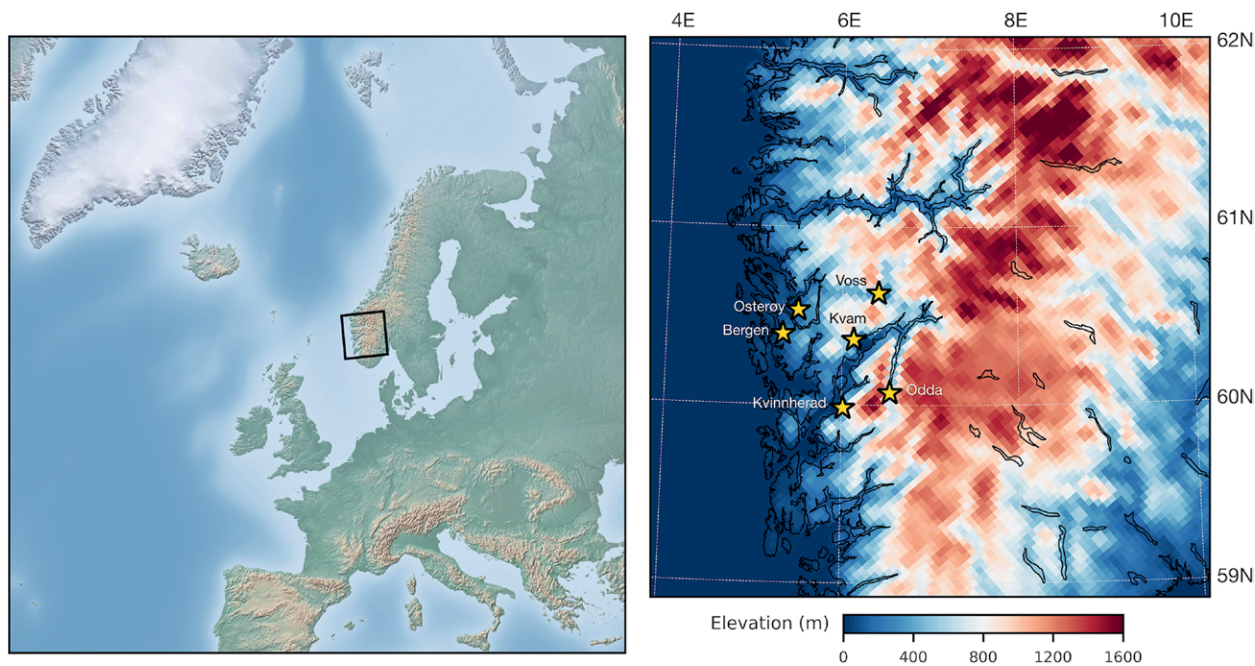 4E 6E 8E 10E
62N
61N
Voss
Osterøy
Kvam
Bergen
Odda
60N
Kvinnherad
59N
Elevation (m)
0 400 800 1200 1600